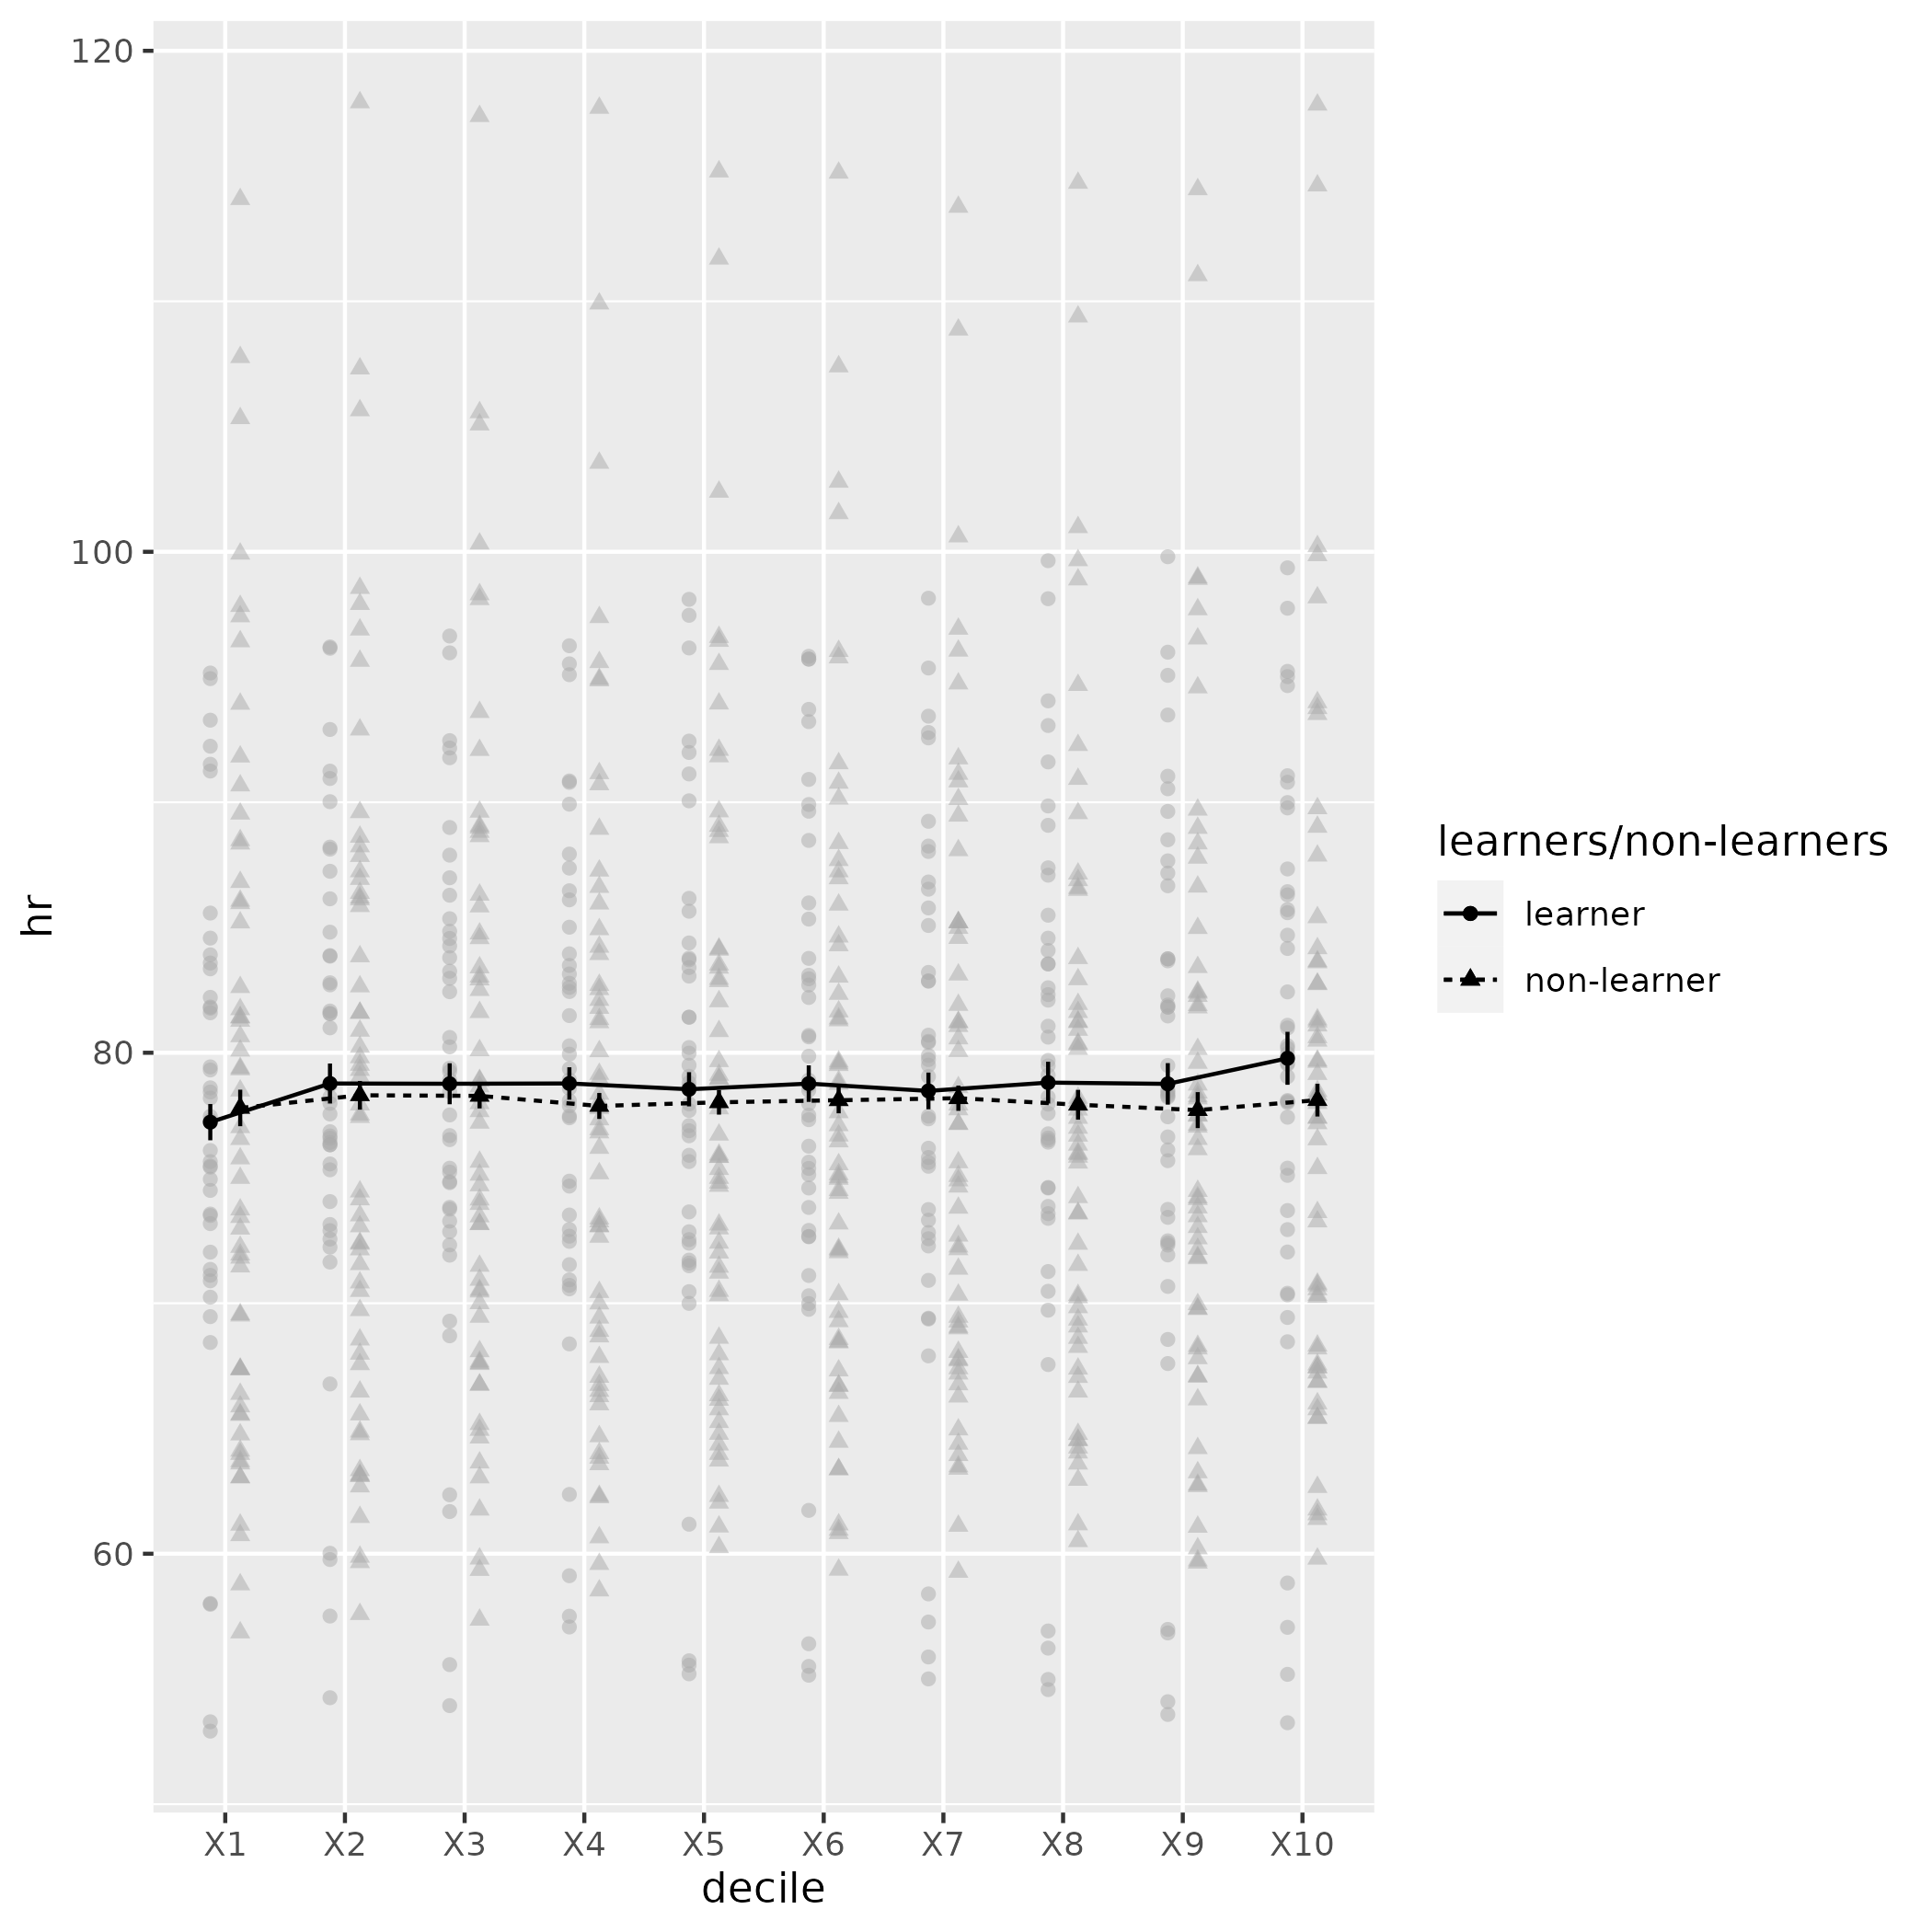 120
100
80
60
hr
X1 X2 X3 X4 X5 X6 X7 X8 X9 X10
decile
learners/non-learners
learner
non-learner